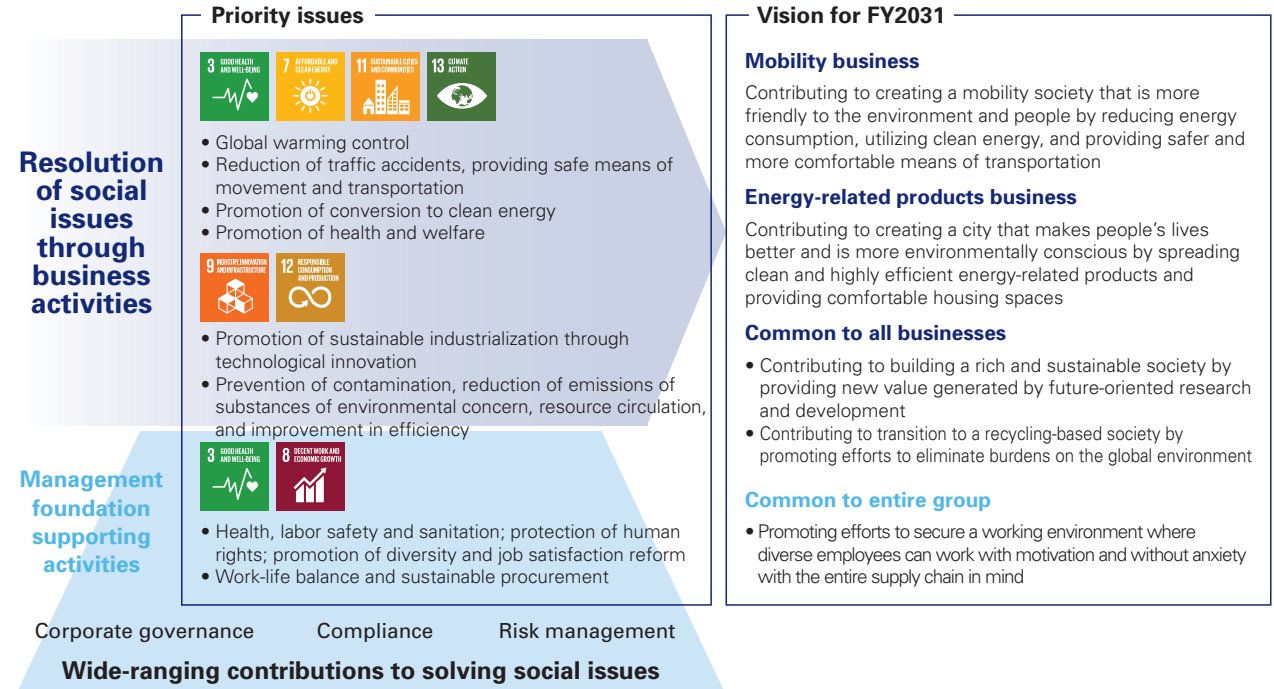 Priority issues
Resolution
of social
issues
through
business
activities
3 GOOD HEALTH
AND WELL-BEING
7 AFFORDABLE AND
CLEAN ENERGY
11 SUSTAINABLE CITIES
AND COMMUNITIES
13 CLIMATE
ACTION
• Global warming control
• Reduction of traffic accidents, providing safe means of
movement and transportation
• Promotion of conversion to clean energy
• Promotion of health and welfare
9 INDUSTRY, INNOVATION
AND INFRASTRUCTURE
12 RESPONSIBLE
CONSUMPTION
AND PRODUCTION
• Promotion of sustainable industrialization through
technological innovation
• Prevention of contamination, reduction of emissions of
substances of environmental concern, resource circulation,
and improvement in efficiency
Management
foundation
supporting
activities
3 GOOD HEALTH
AND WELL-BEING
8 DECENT WORK AND
ECONOMIC GROWTH
• Health, labor safety and sanitation; protection of human
rights; promotion of diversity and job satisfaction reform
• Work-life balance and sustainable procurement
Vision for FY2031
Mobility business
Contributing to creating a mobility society that is more
friendly to the environment and people by reducing energy
consumption, utilizing clean energy, and providing safer and
more comfortable means of transportation
Energy-related products business
Contributing to creating a city that makes people's lives
better and is more environmentally conscious by spreading
clean and highly efficient energy-related products and
providing comfortable housing spaces
Common to all businesses
• Contributing to building a rich and sustainable society by
providing new value generated by future-oriented research
and development
• Contributing to transition to a recycling-based society by
promoting efforts to eliminate burdens on the global environment
Common to entire group
• Promoting efforts to secure a working environment where
diverse employees can work with motivation and without anxiety
with the entire supply chain in mind
Corporate governance Compliance Risk management
Wide-ranging contributions to solving social issues